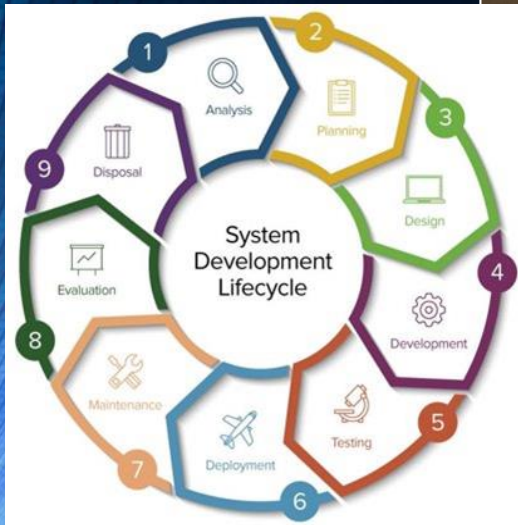 System
Development
Lifecycle
1
Analysis
2
Planning
3
Design
4
Development
5
Testing
6
Deployment
7
Maintenance
8
Evaluation
9
Disposal